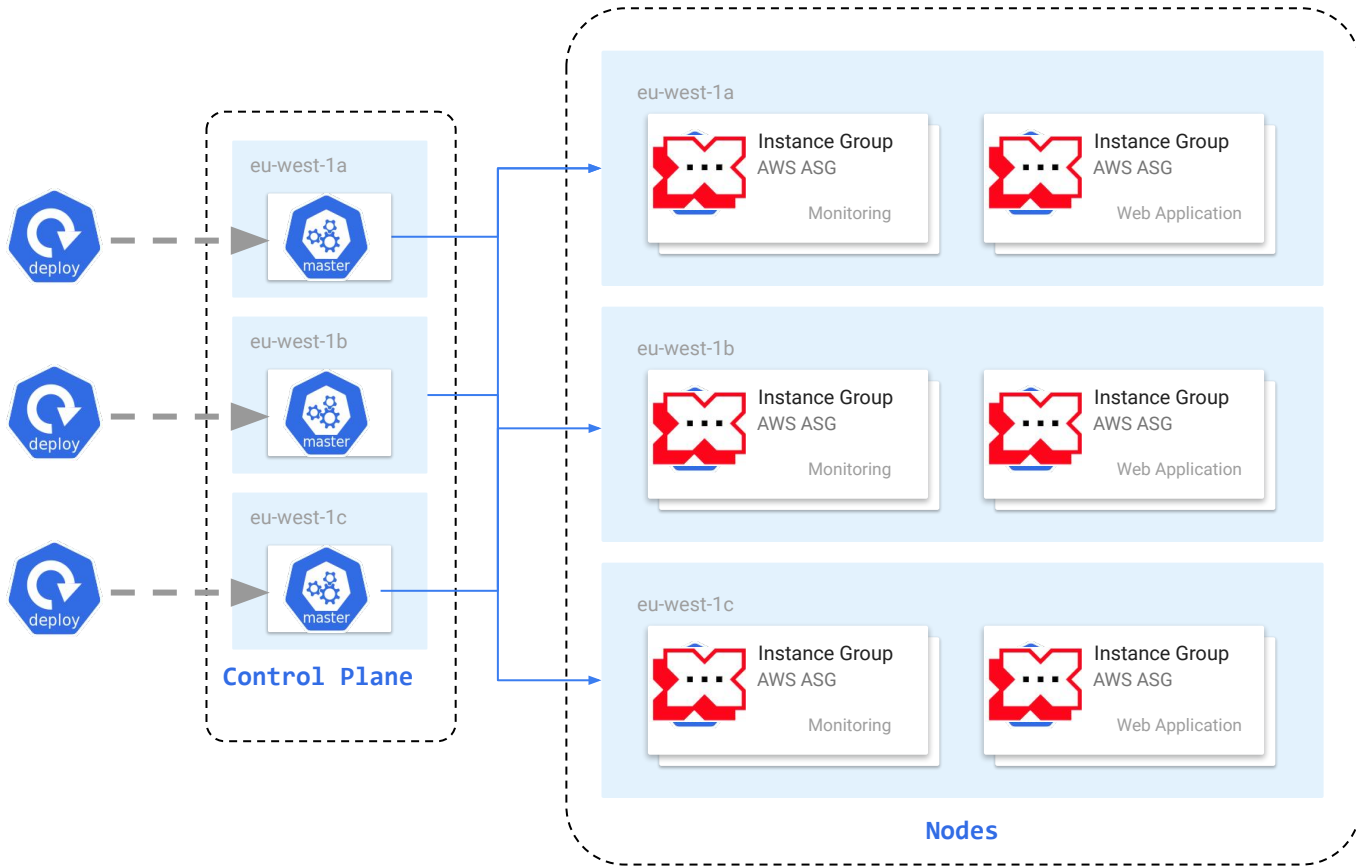 deploy
deploy
deploy
eu-west-1a
master
eu-west-1b
master
eu-west-1c
master
Control Plane
eu-west-1a
Instance Group
AWS ASG
Monitoring
Instance Group
AWS ASG
Web Application
eu-west-1b
Instance Group
AWS ASG
Monitoring
Instance Group
AWS ASG
Web Application
eu-west-1c
Instance Group
AWS ASG
Monitoring
Instance Group
AWS ASG
Web Application
Nodes